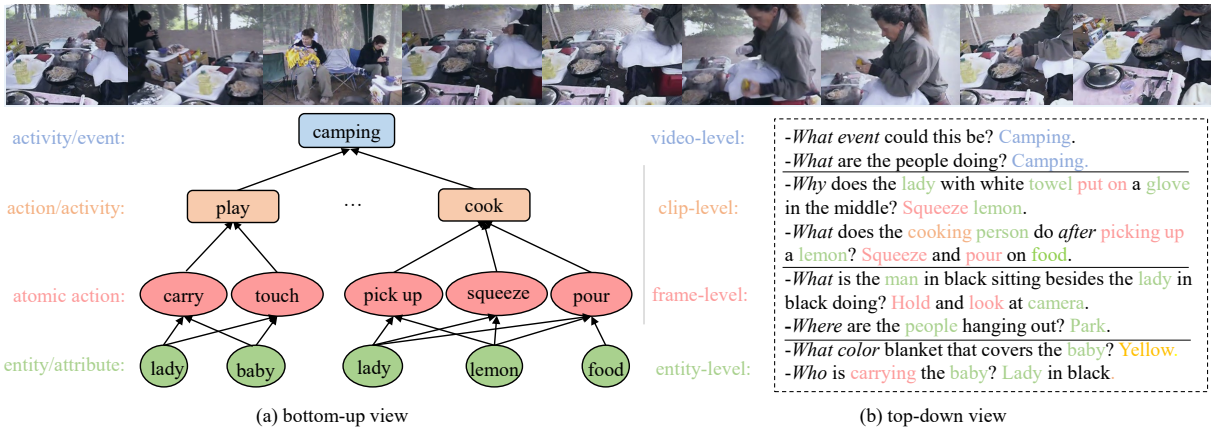 activity/event:
camping
video-level:
action/activity:
play
...
cook
clip-level:
atomic action:
carry
touch
pick up
squeeze
pour
frame-level:
entity/attribute:
lady
baby
lady
lemon
food
entity-level:
(a) bottom-up view
-What event could this be? Camping.
-What are the people doing? Camping.
-Why does the lady with white towel put on a glove
in the middle? Squeeze lemon.
-What does the cooking person do after picking up
a lemon? Squeeze and pour on food.
-What is the man in black sitting besides the lady in
black doing? Hold and look at camera.
-Where are the people hanging out? Park.
-What color blanket that covers the baby? Yellow.
-Who is carrying the baby? Lady in black.
(b) top-down view